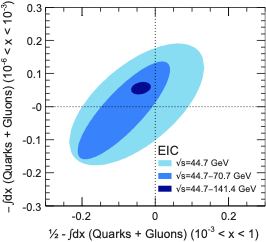 0.3
0.2
0.1
-0
-0.1
-0.2
-0.3
- ∫dx (Quarks + Gluons) (10⁻⁶ < x < 10⁻³)
EIC
√s=44.7 GeV
√s=44.7–70.7 GeV
√s=44.7–141.4 GeV
-0.2 0 0.2
½ - ∫dx (Quarks + Gluons) (10⁻³ < x < 1)